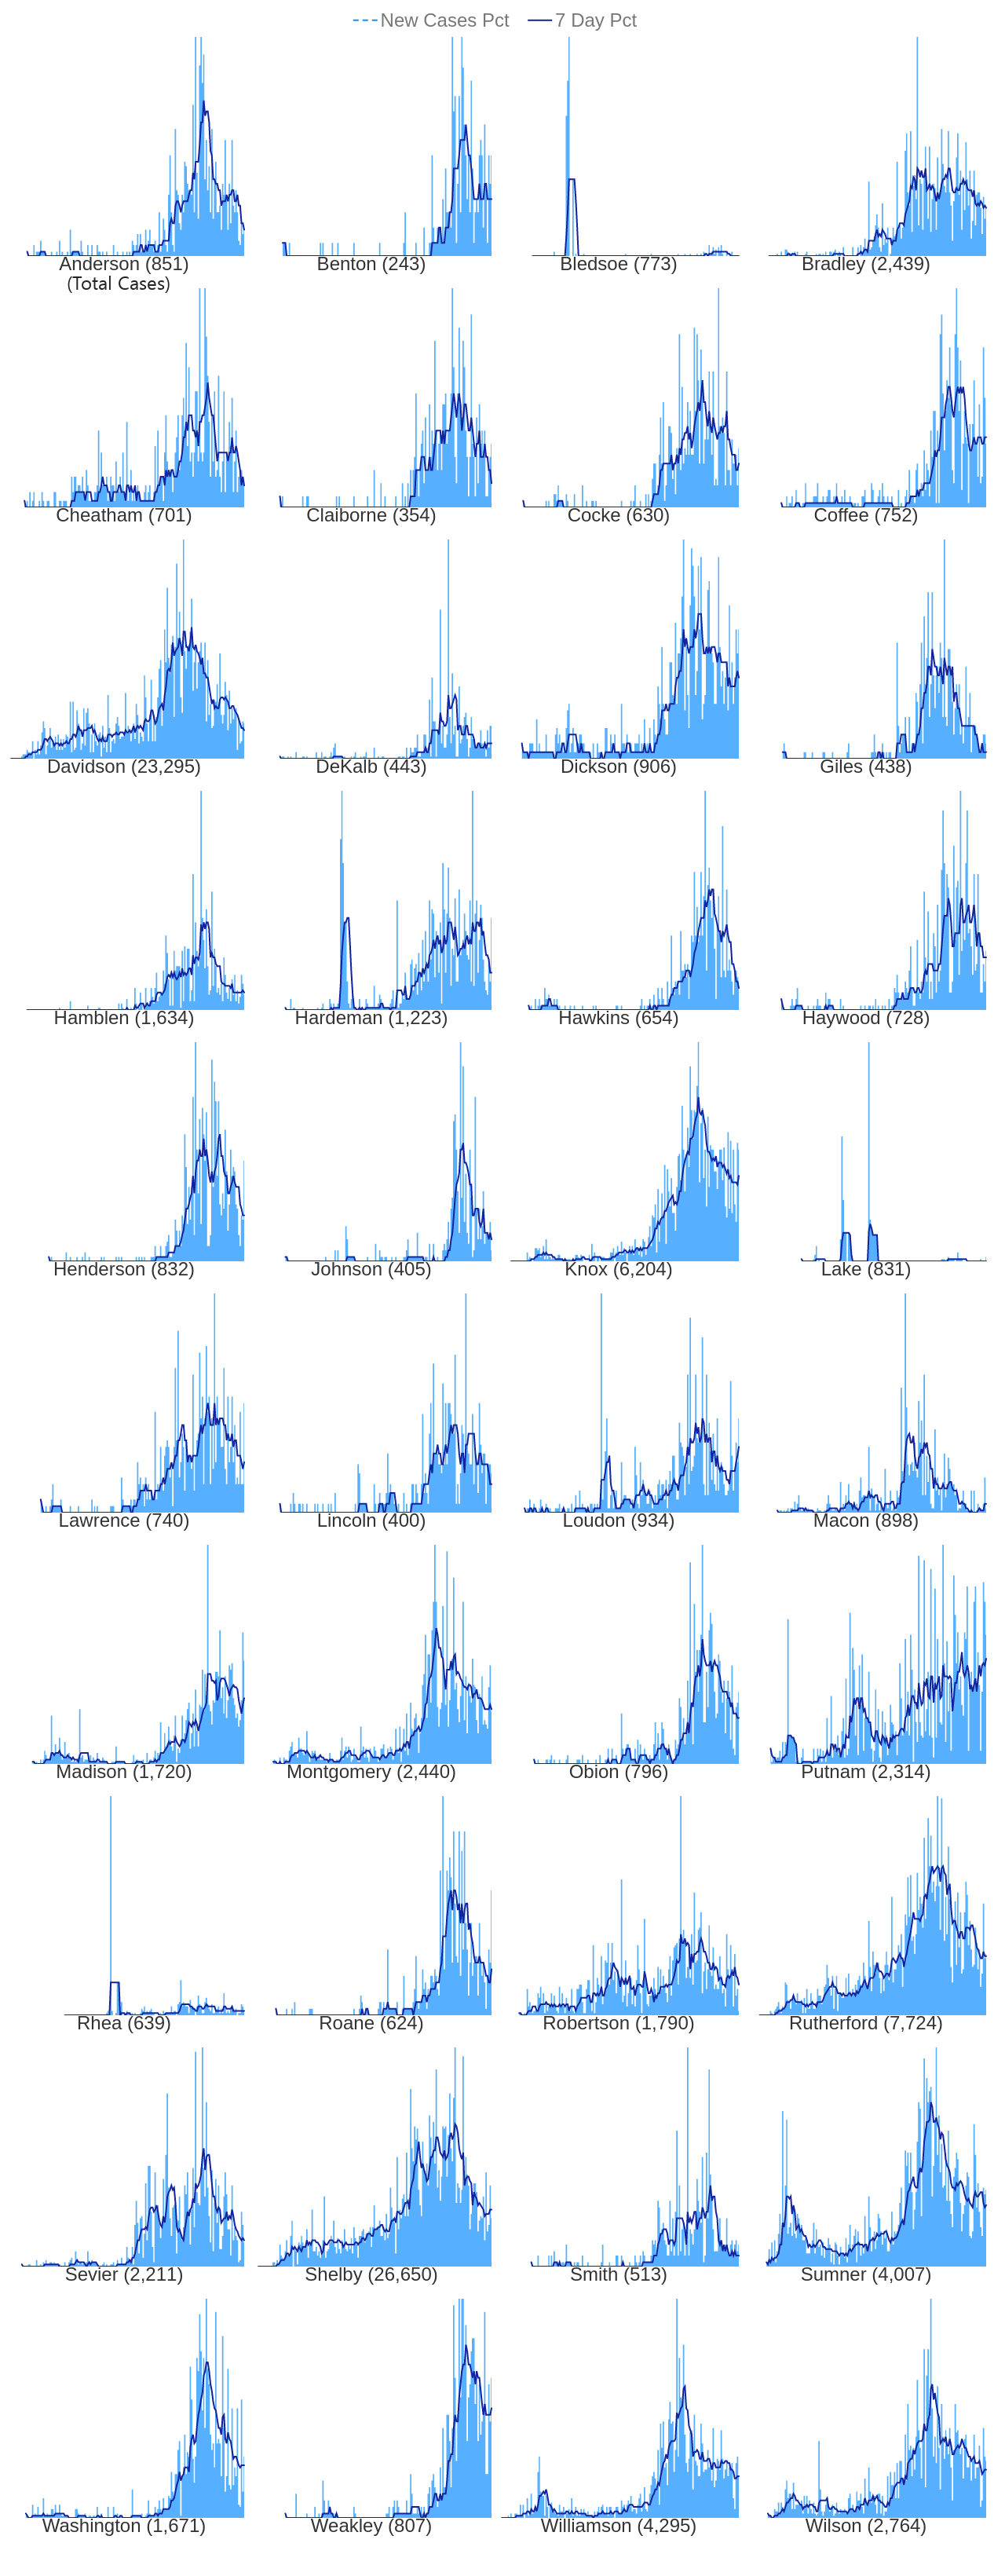 New Cases Pct 7 Day Pct
Anderson (851) Benton (243) Bledsoe (773) Bradley (2,439)
(Total Cases)
Cheatham (701) Claiborne (354) Cocke (630) Coffee (752)
Davidson (23,295) DeKalb (443) Dickson (906) Giles (438)
Hamblen (1,634) Hardeman (1,223) Hawkins (654) Haywood (728)
Henderson (832) Johnson (405) Knox (6,204) Lake (831)
Lawrence (740) Lincoln (400) Loudon (934) Macon (898)
Madison (1,720) Montgomery (2,440) Obion (796) Putnam (2,314)
Rhea (639) Roane (624) Robertson (1,790) Rutherford (7,724)
Sevier (2,211) Shelby (26,650) Smith (513) Sumner (4,007)
Washington (1,671) Weakley (807) Williamson (4,295) Wilson (2,764)